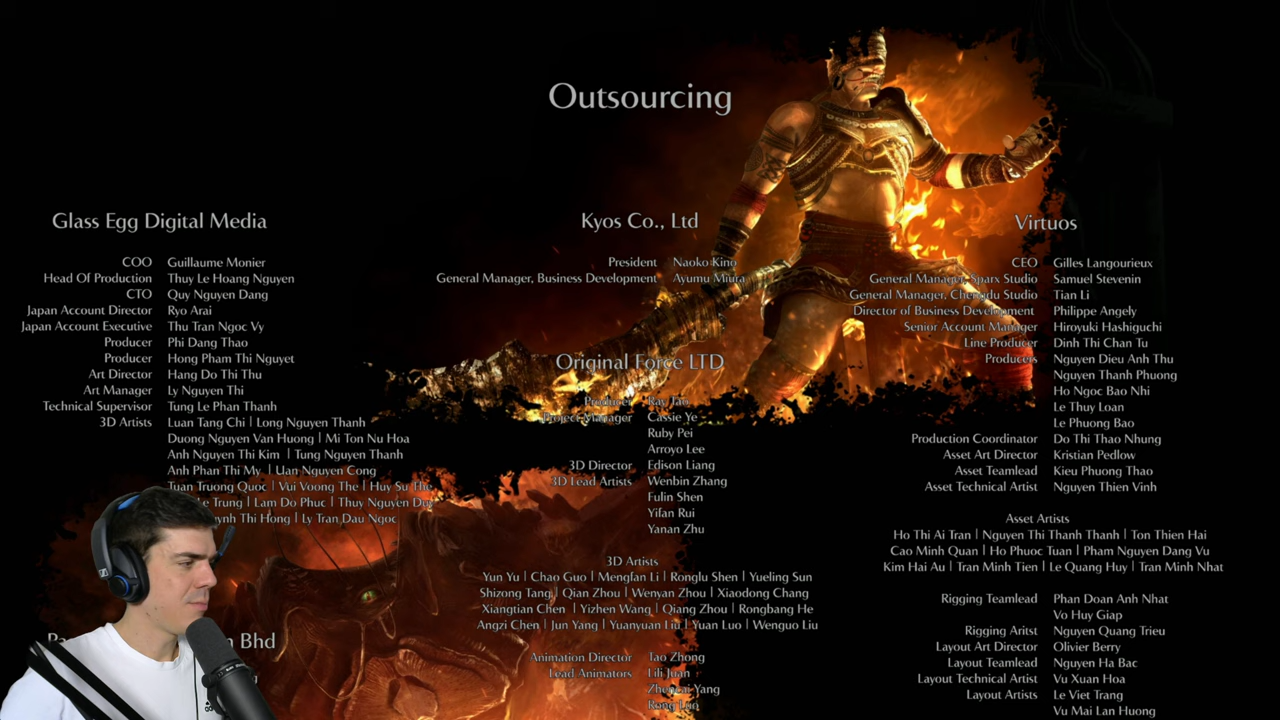 Outsourcing
Glass Egg Digital Media
COO Guillaume Monier
Head Of Production Thuy Le Hoang Nguyen
CTO Quy Nguyen Dang
Japan Account Director Ryo Arai
Japan Account Executive Thu Tran Ngoc Vy
Producer Phi Dang Thao
Producer Hong Pham Thi Nguyet
Art Director Hang Do Thi Thu
Art Manager Ly Nguyen Thi
Technical Supervisor Tung Le Phan Thanh
3D Artists Luan Tang Chi | Long Nguyen Thanh
Duong Nguyen Van Huong | Mi Ton Nu Hoa
Anh Nguyen Thi Kim | Tung Nguyen Thanh
Anh Phan Thi My | Uan Nguyen Cong
Tuan Truong Quoc | Vui Voong The | Huy Su The
Le Trung | Lam Do Phuc | Thuy Nguyen Duy
Thi Hong | Ly Tran Dau Ngoc
Bhd
Kyos Co., Ltd
President Naoko Kino
General Manager, Business Development Ayumu Miura
Original Force LTD
Producer Ray Tao
Project Manager Cassie Ye
Ruby Pei
Arroyo Lee
3D Director Edison Liang
3D Lead Artists Wenbin Zhang
Fulin Shen
Yifan Rui
Yanan Zhu
3D Artists
Yun Yu | Chao Guo | Mengfan Li | Ronglu Shen | Yueling Sun
Shizong Tang | Qian Zhou | Wenyan Zhou | Xiaodong Chang
Xiangtian Chen | Yizhen Wang | Qiang Zhou | Rongbang He
Angzi Chen | Jun Yang | Yuanyuan Liu | Yuan Luo | Wenguo Liu
Animation Director Tao Zhong
Lead Animators Lili Juan
Zhencai Yang
Rong Lun
Virtuos
CEO Gilles Langourieux
General Manager, Sparx Studio Samuel Stevenin
General Manager, Chengdu Studio Tian Li
Director of Business Development Philippe Angely
Senior Account Manager Hiroyuki Hashiguchi
Line Producer Dinh Thi Chan Tu
Producers Nguyen Dieu Anh Thu
Nguyen Thanh Phuong
Ho Ngoc Bao Nhi
Le Thuy Loan
Le Phuong Bao
Production Coordinator Do Thi Thao Nhung
Asset Art Director Kristian Pedlow
Asset Teamlead Kieu Phuong Thao
Asset Technical Artist Nguyen Thien Vinh
Asset Artists
Ho Thi Ai Tran | Nguyen Thi Thanh Thanh | Ton Thien Hai
Cao Minh Quan | Ho Phuoc Tuan | Pham Nguyen Dang Vu
Kim Hai Au | Tran Minh Tien | Le Quang Huy | Tran Minh Nhat
Rigging Teamlead Phan Doan Anh Nhat
Vo Huy Giap
Rigging Aritst Nguyen Quang Trieu
Layout Art Director Olivier Berry
Layout Teamlead Nguyen Ha Bac
Layout Technical Artist Vu Xuan Hoa
Layout Artists Le Viet Trang
Vu Mai Lan Huong